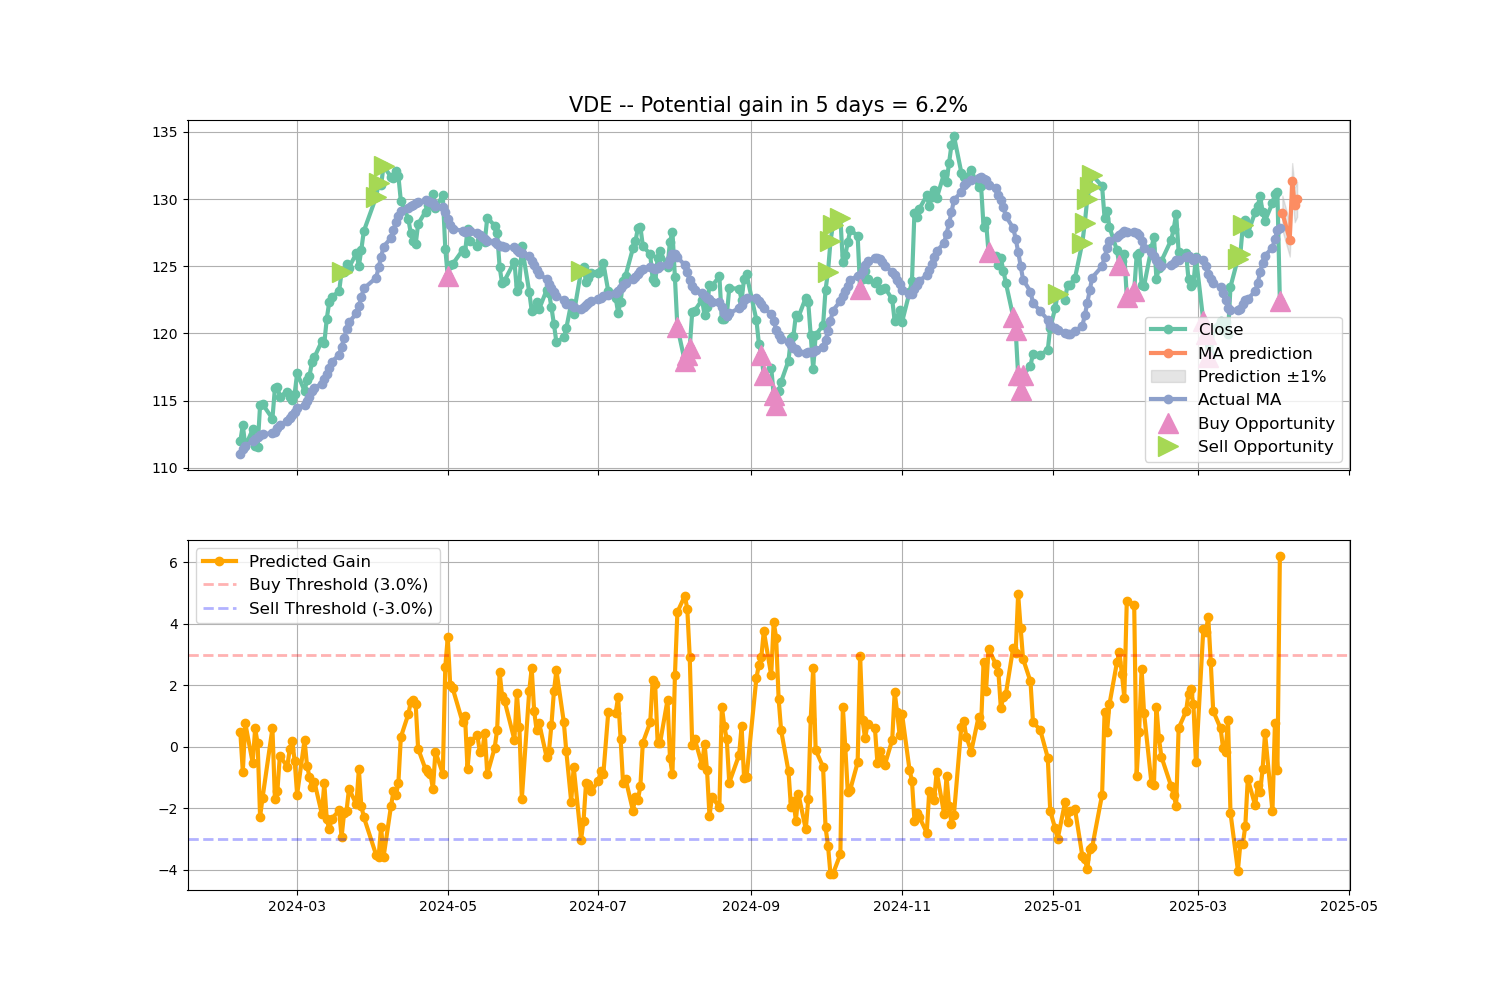 VDE -- Potential gain in 5 days = 6.2%
135
130
125
120
115
110
Close
MA prediction
Prediction ±1%
Actual MA
Buy Opportunity
Sell Opportunity
Predicted Gain
Buy Threshold (3.0%)
Sell Threshold (-3.0%)
6
4
2
0
−2
−4
2024-03
2024-05
2024-07
2024-09
2024-11
2025-01
2025-03
2025-05